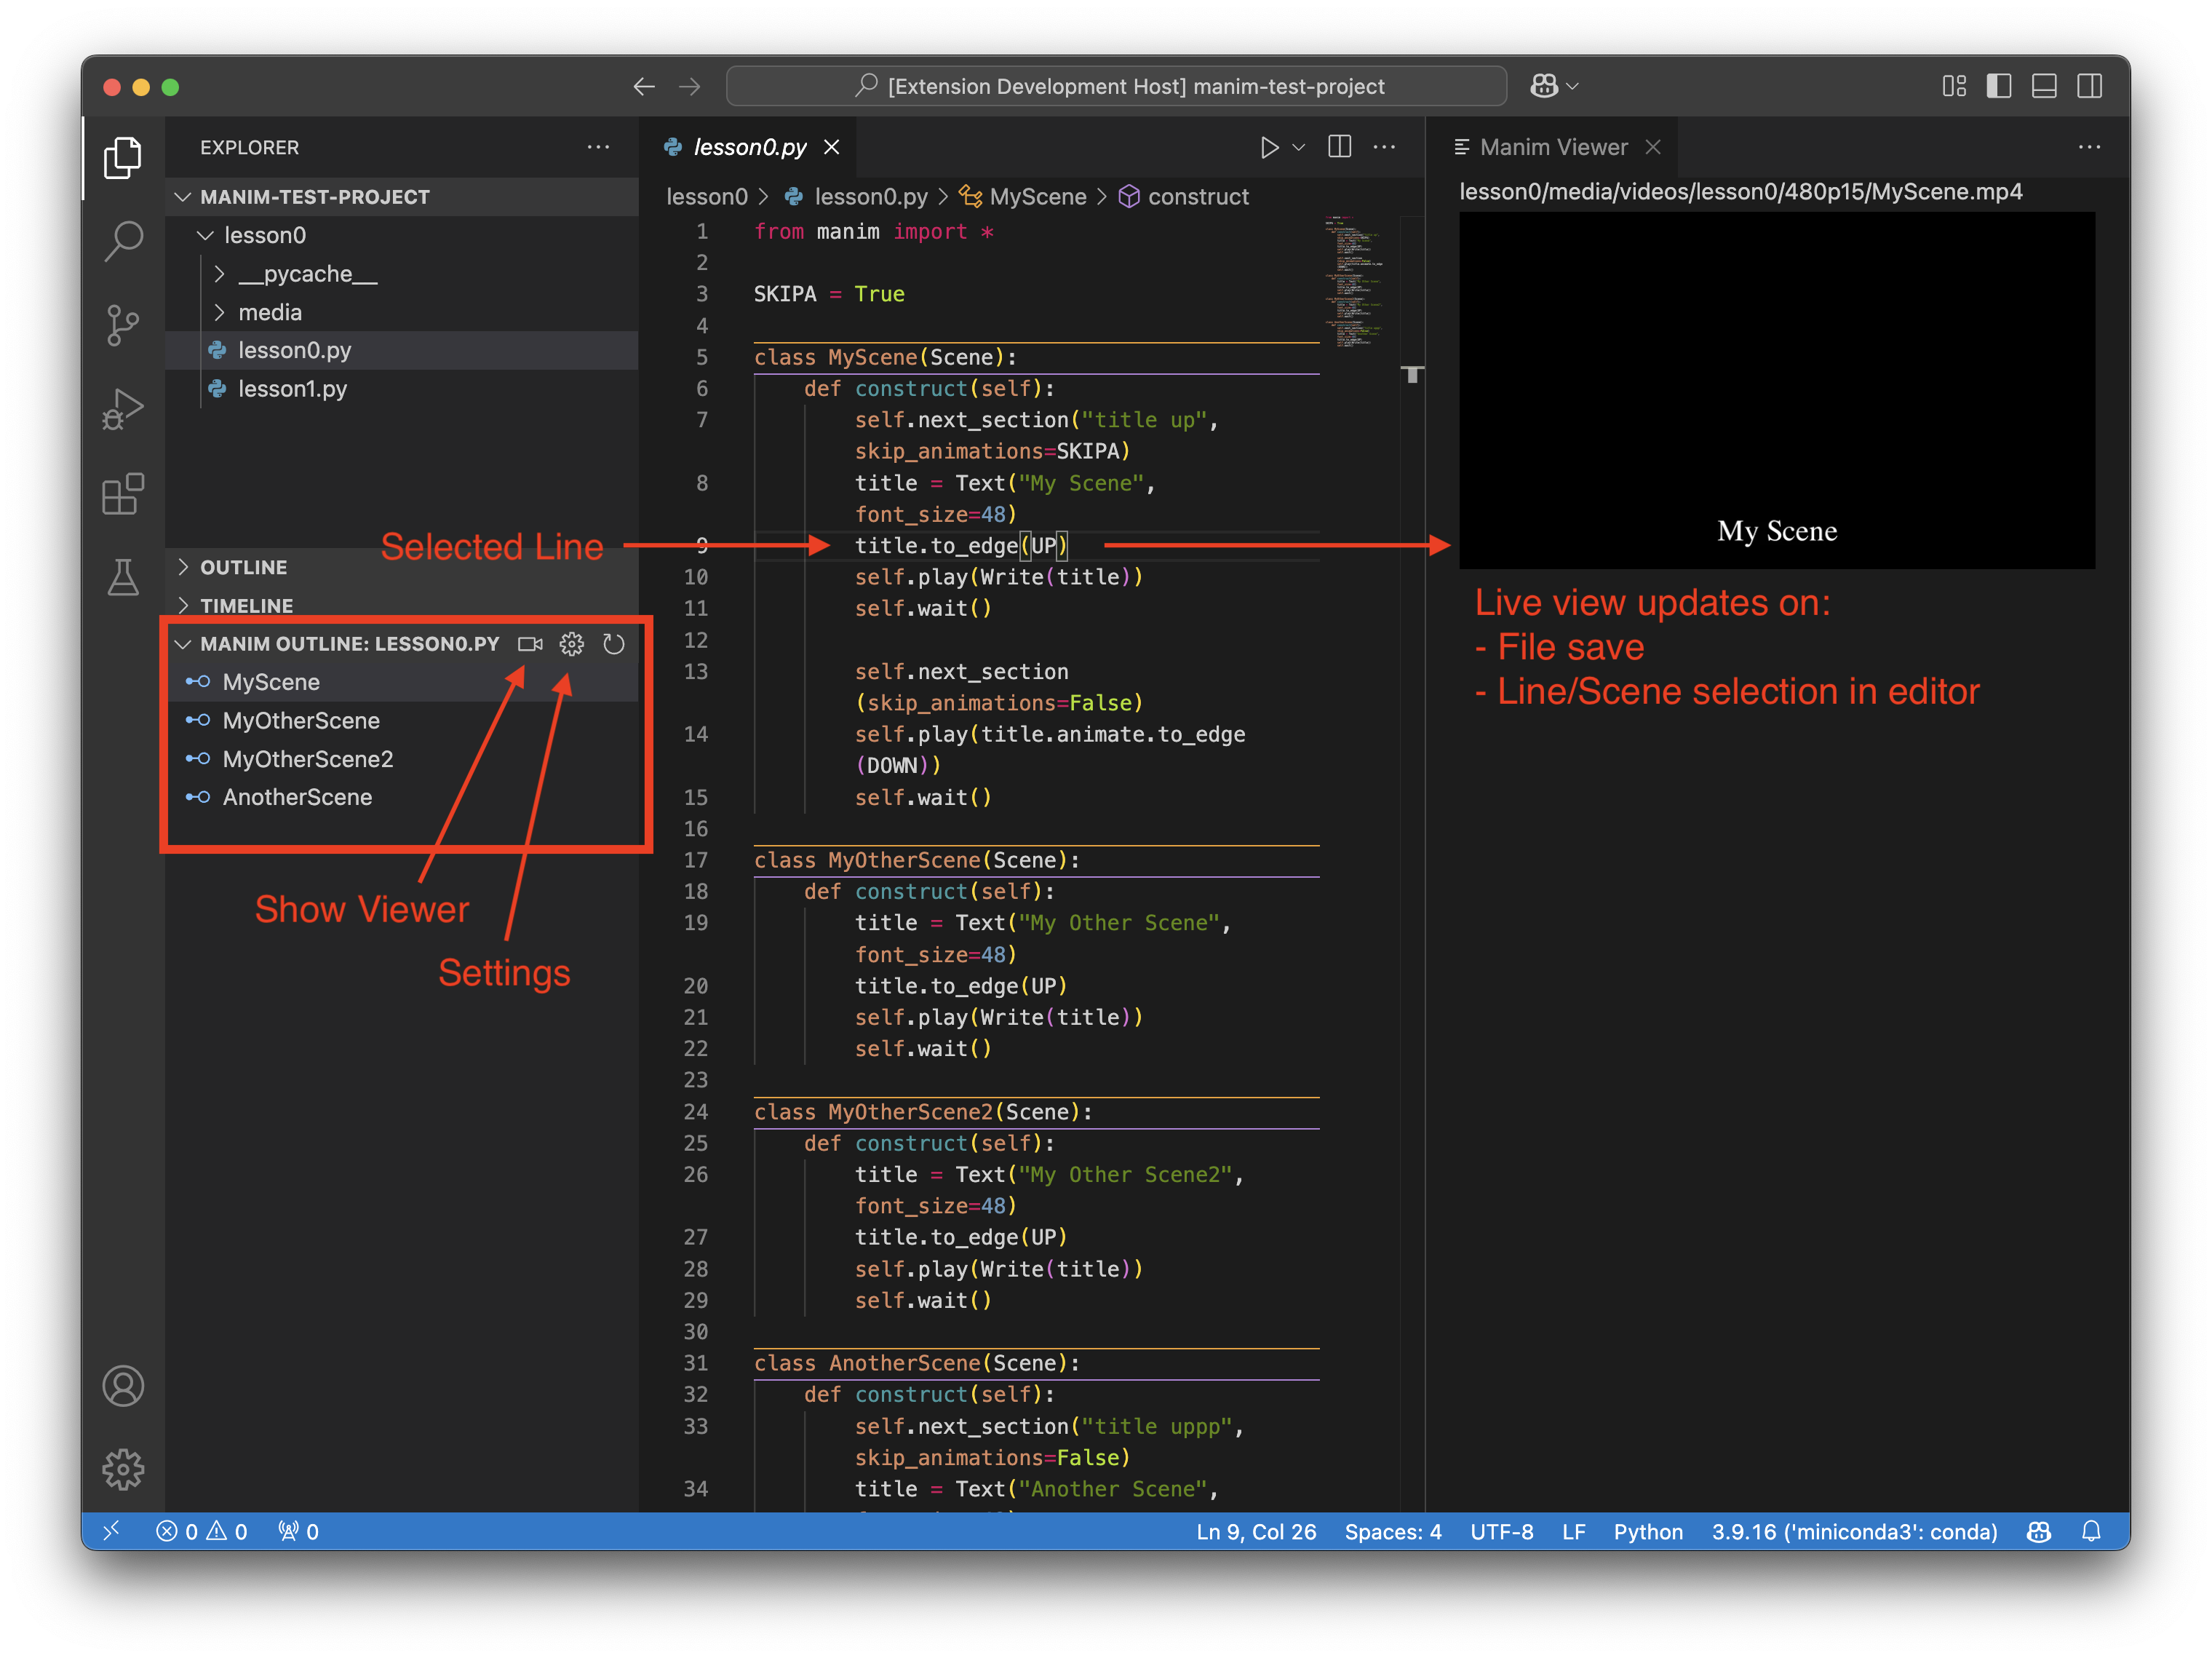 [Extension Development Host] manim-test-project
EXPLORER
MANIM-TEST-PROJECT
lesson0
__pycache__
media
lesson0.py
lesson1.py
OUTLINE
TIMELINE
MANIM OUTLINE: LESSON0.PY
MyScene
MyOtherScene
MyOtherScene2
AnotherScene
Selected Line
Show Viewer
Settings
lesson0.py
lesson0 > lesson0.py > MyScene > construct
1 from manim import *
2
3 SKIPA = True
4
5 class MyScene(Scene):
6 def construct(self):
7 self.next_section("title up",
skip_animations=SKIPA)
8 title = Text("My Scene",
font_size=48)
9 title.to_edge(UP)
10 self.play(Write(title))
11 self.wait()
12
13 self.next_section
(skip_animations=False)
14 self.play(title.animate.to_edge
(DOWN))
15 self.wait()
16
17 class MyOtherScene(Scene):
18 def construct(self):
19 title = Text("My Other Scene",
font_size=48)
20 title.to_edge(UP)
21 self.play(Write(title))
22 self.wait()
23
24 class MyOtherScene2(Scene):
25 def construct(self):
26 title = Text("My Other Scene2",
font_size=48)
27 title.to_edge(UP)
28 self.play(Write(title))
29 self.wait()
30
31 class AnotherScene(Scene):
32 def construct(self):
33 self.next_section("title uppp",
skip_animations=False)
34 title = Text("Another Scene",
Manim Viewer
lesson0/media/videos/lesson0/480p15/MyScene.mp4
My Scene
Live view updates on:
- File save
- Line/Scene selection in editor
0 0 0
Ln 9, Col 26 Spaces: 4 UTF-8 LF Python 3.9.16 ('miniconda3': conda)